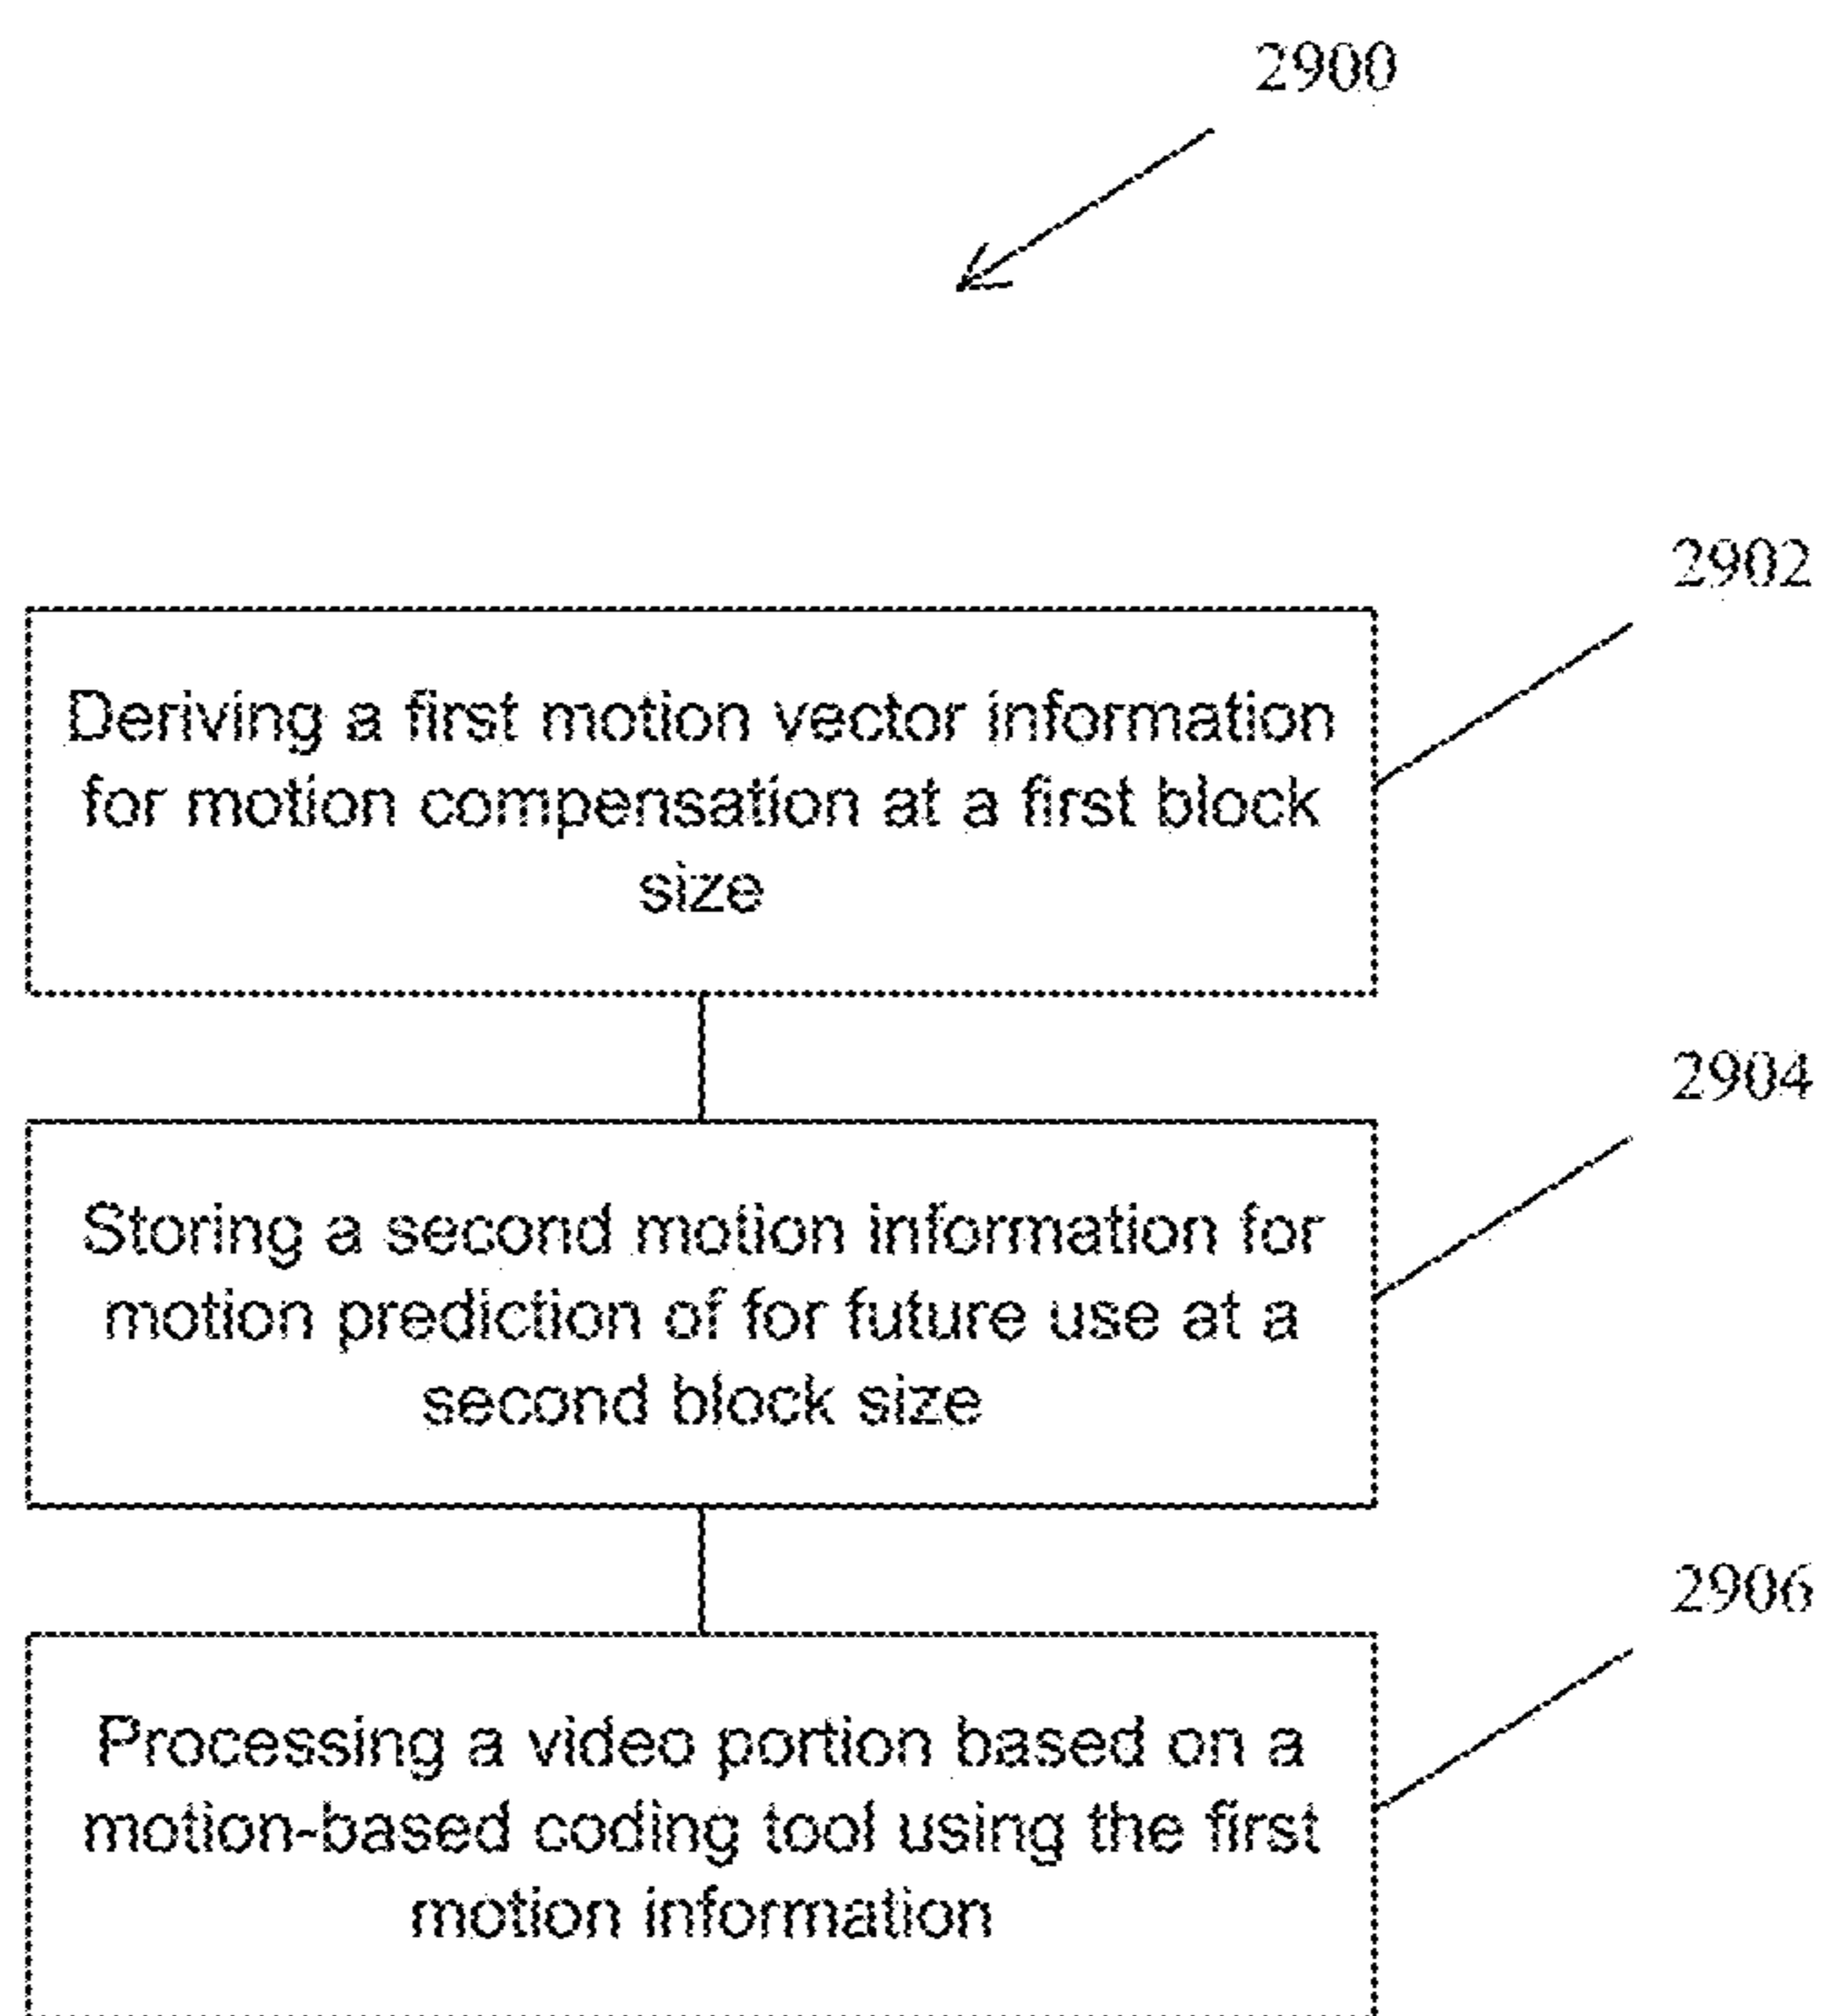 2900
2902
Deriving a first motion vector information
for motion compensation at a first block
size
2904
Storing a second motion information for
motion prediction of for future use at a
second block size
2906
Processing a video portion based on a
motion-based coding tool using the first
motion information